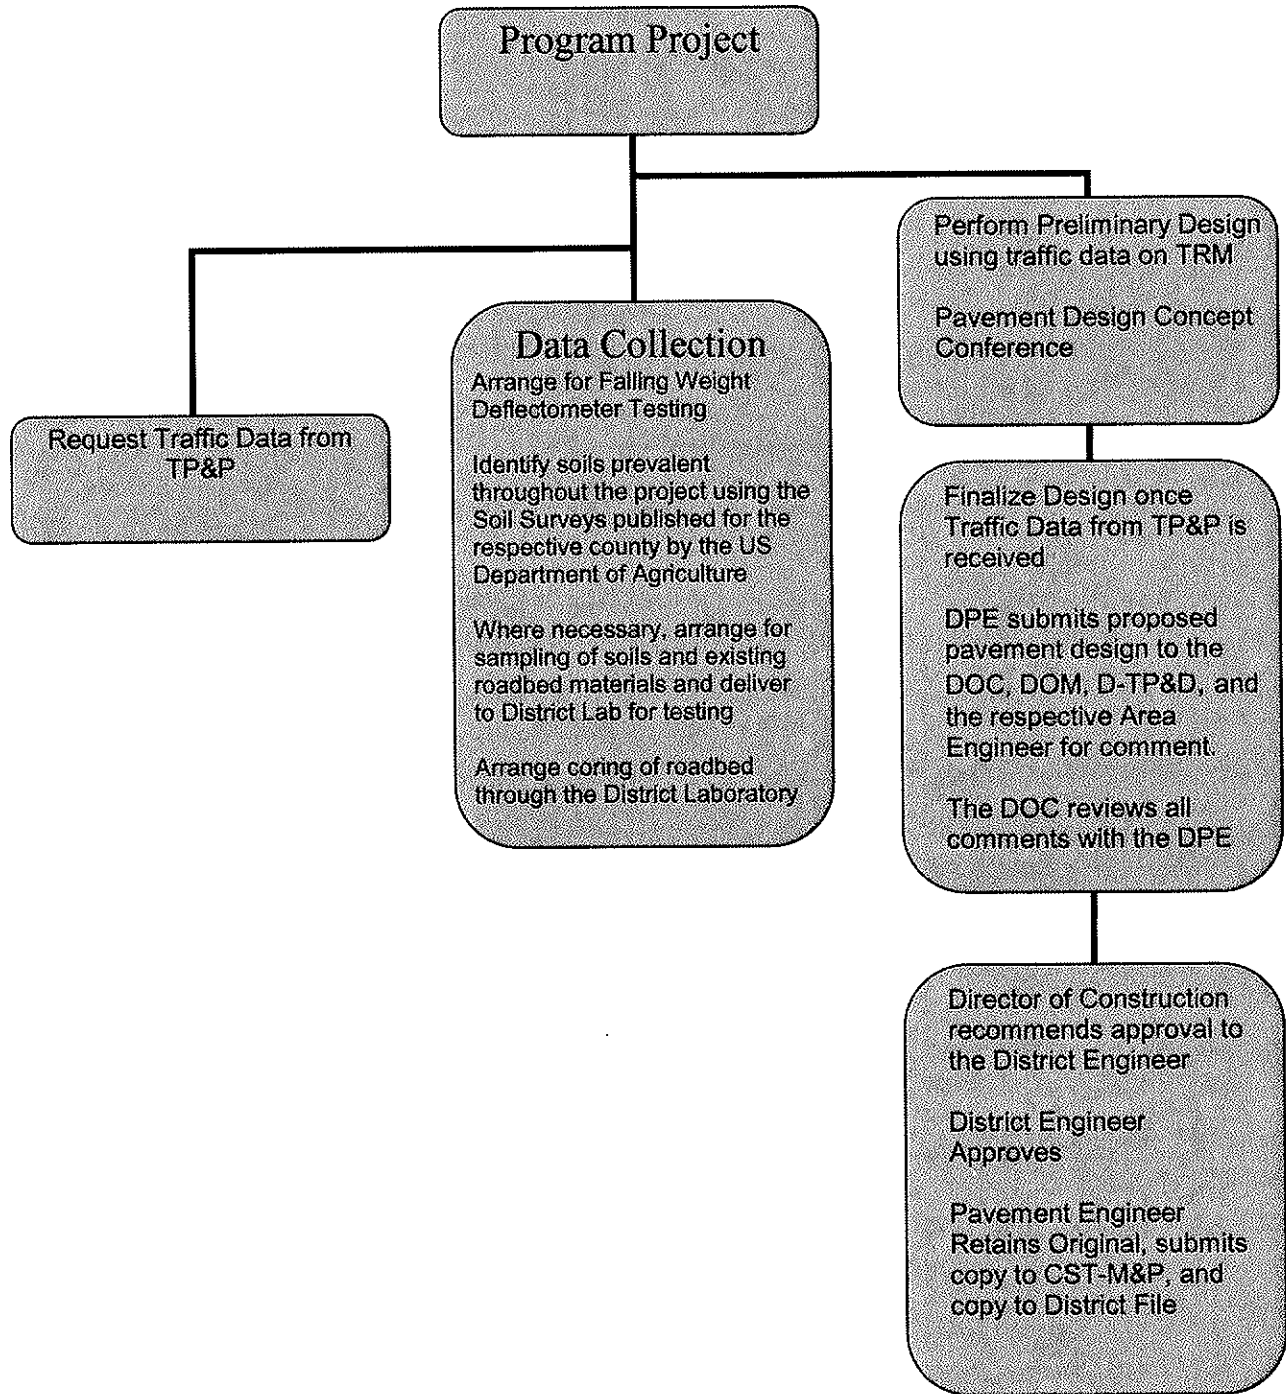 Program Project
Perform Preliminary Design
using traffic data on TRM
Pavement Design Concept
Conference
Data Collection
Arrange for Falling Weight
Deflectometer Testing
Identify soils prevalent
throughout the project using the
Soil Surveys published for the
respective county by the US
Department of Agriculture
Where necessary, arrange for
sampling of soils and existing
roadbed materials and deliver
to District Lab for testing
Arrange coring of roadbed
through the District Laboratory
Request Traffic Data from
TP&P
Finalize Design once
Traffic Data from TP&P is
received
DPE submits proposed
pavement design to the
DOC, DOM, D-TP&D, and
the respective Area
Engineer for comment.
The DOC reviews all
comments with the DPE
Director of Construction
recommends approval to
the District Engineer
District Engineer
Approves
Pavement Engineer
Retains Original, submits
copy to CST-M&P, and
copy to District File